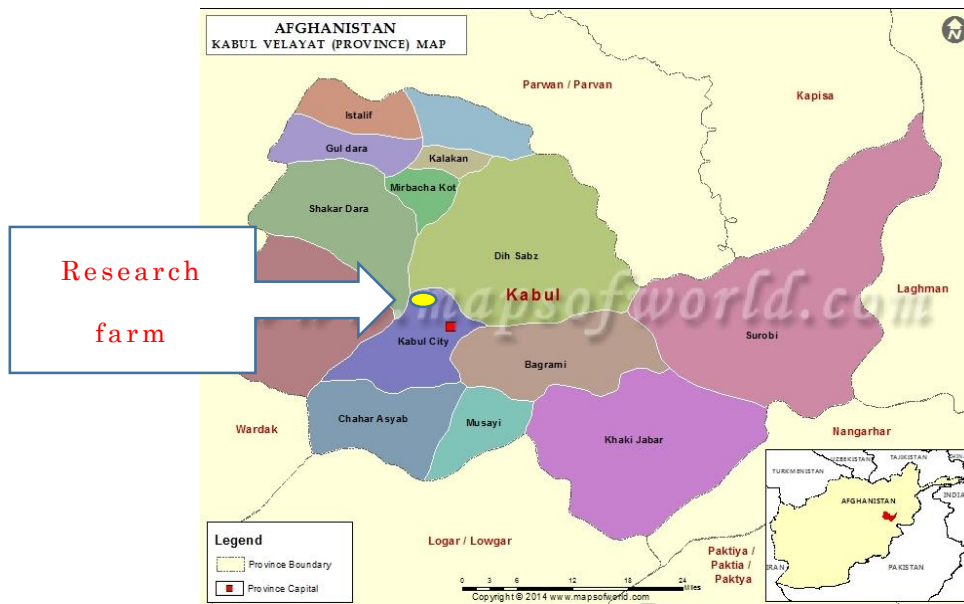 AFGHANISTAN
KABUL VELAYAT (PROVINCE) MAP
N
Parwan / Parvan
Kapisa
Istalif
Gul dara
Kalakan
Mirbacha Kot
Shakar Dara
Dih Sabz
Kabul
Laghman
Research
farm
mapsofworld.com
Surobi
Kabul City
Bagrami
Wardak
Chahar Asyab
Musayi
Khaki Jabar
Nangarhar
UZBEKISTAN
TAJIKISTAN
TURKMENISTAN
AFGHANISTAN
INDIA
PAKISTAN
Logar / Lowgar
Paktiya /
Paktia /
Paktya
Legend
Province Boundary
Province Capital
0 3 6 12 18 24
Miles
Copyright © 2014 www.mapsofworld.com